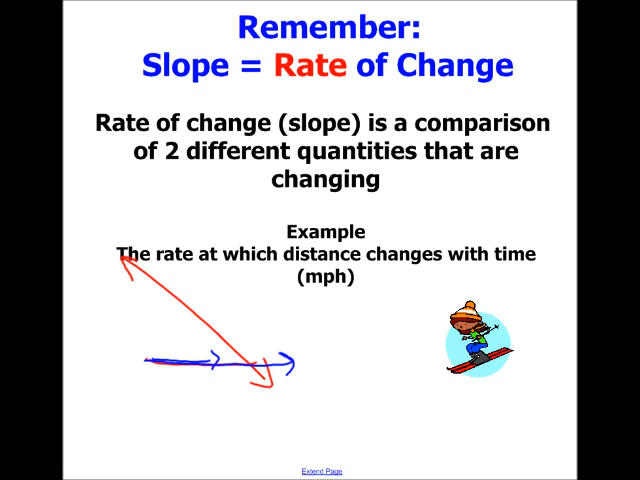 Remember:
Slope = Rate of Change
Rate of change (slope) is a comparison
of 2 different quantities that are
changing
Example
The rate at which distance changes with time
(mph)
Extend Page